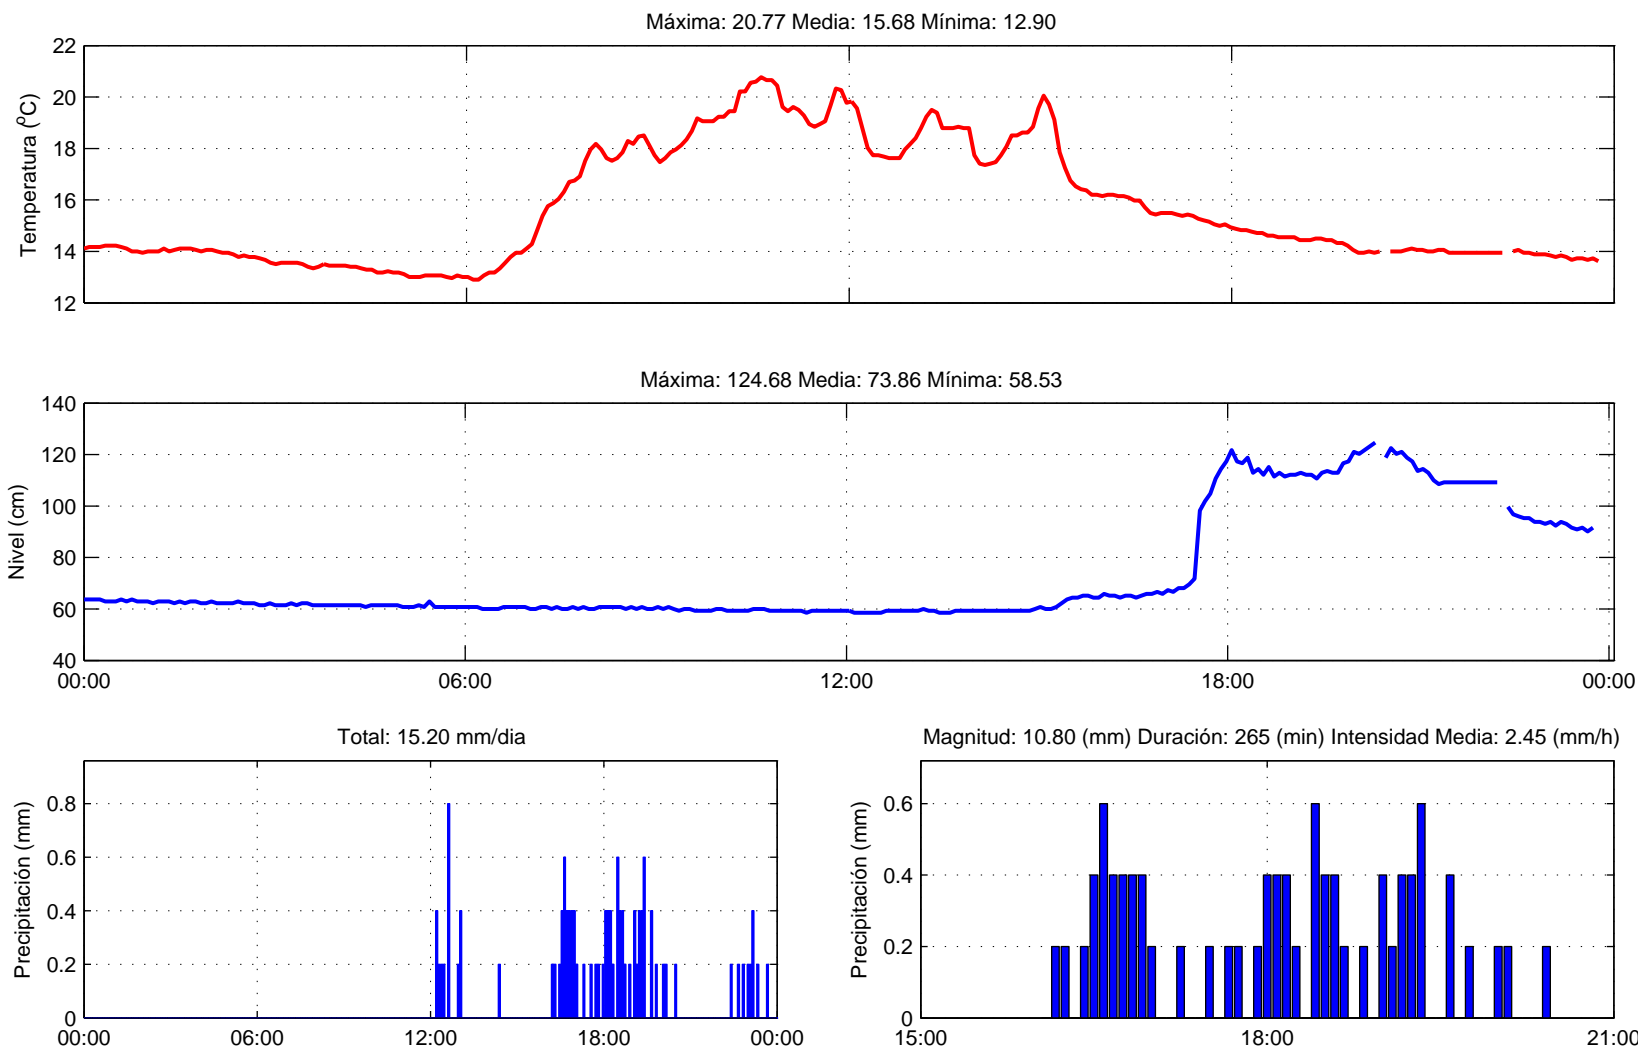 Máxima: 20.77 Media: 15.68 Mínima: 12.90
Temperatura (ºC)
22
20
18
16
14
12
Máxima: 124.68 Media: 73.86 Mínima: 58.53
Nivel (cm)
140
120
100
80
60
40
00:00 06:00 12:00 18:00 00:00
Total: 15.20 mm/dia
Precipitación (mm)
0.8
0.6
0.4
0.2
0
00:00 06:00 12:00 18:00 00:00
Magnitud: 10.80 (mm) Duración: 265 (min) Intensidad Media: 2.45 (mm/h)
Precipitación (mm)
0.6
0.4
0.2
0
15:00 18:00 21:00